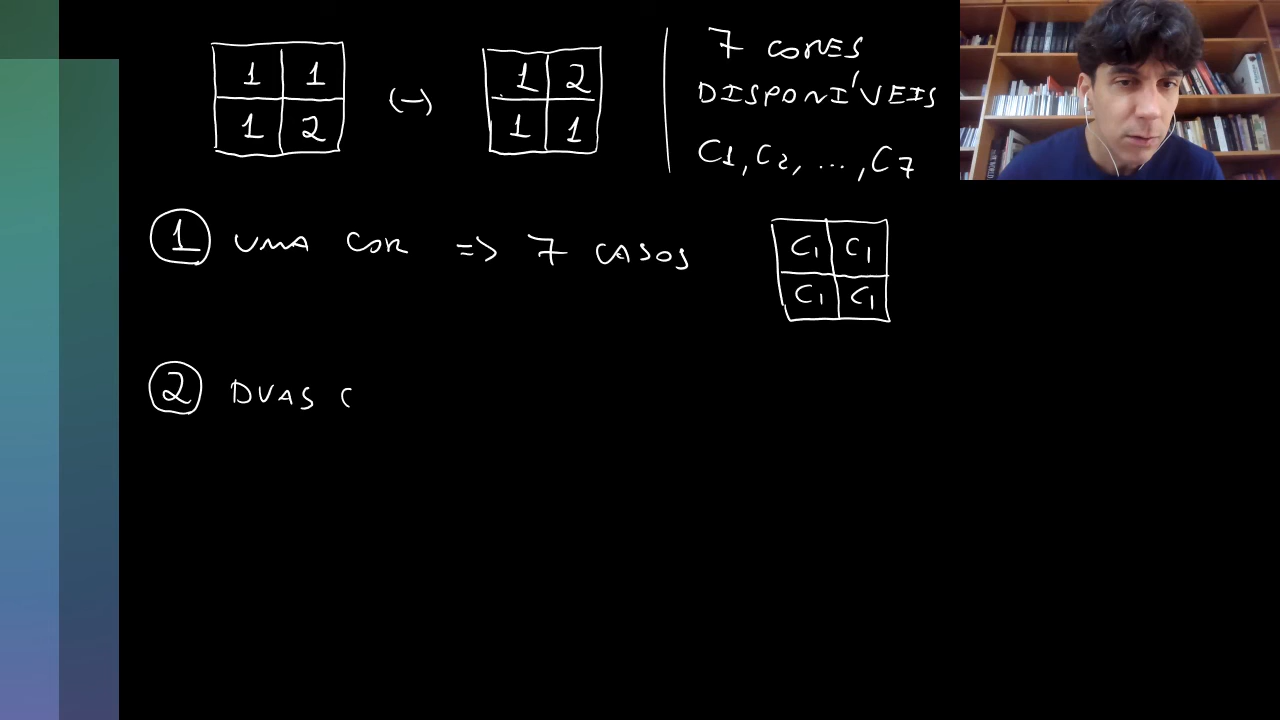 1 1 (-) 1 2
1 2 1 1
7 CORES
DISPONÍVEIS
C1, C2, ..., C7
1 UMA COR => 7 CASOS
C1 C1
C1 C1
2 DUAS C